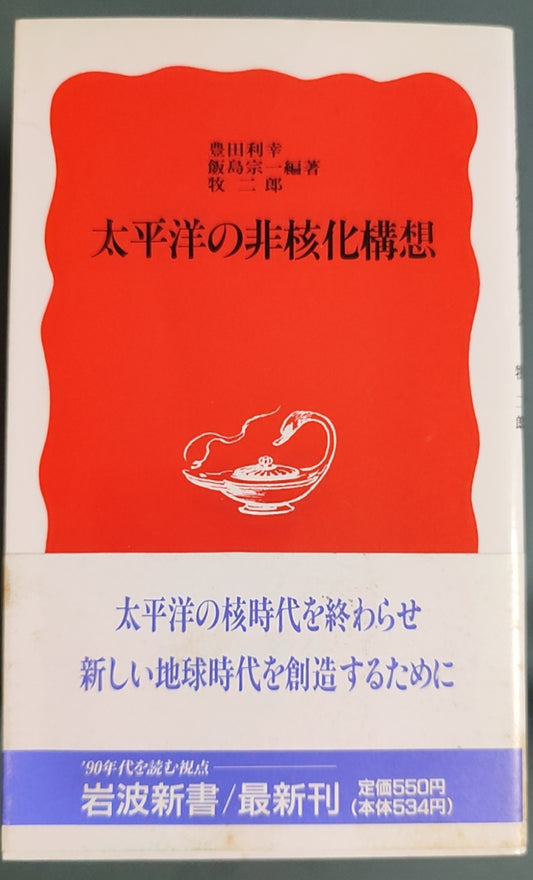 豊田利幸
飯島宗一編著
牧二郎
太平洋の非核化構想
太平洋の核時代を終わらせ
新しい地球時代を創造するために
'90年代を読む視点
岩波新書/最新刊
定価550円
(本体534円)